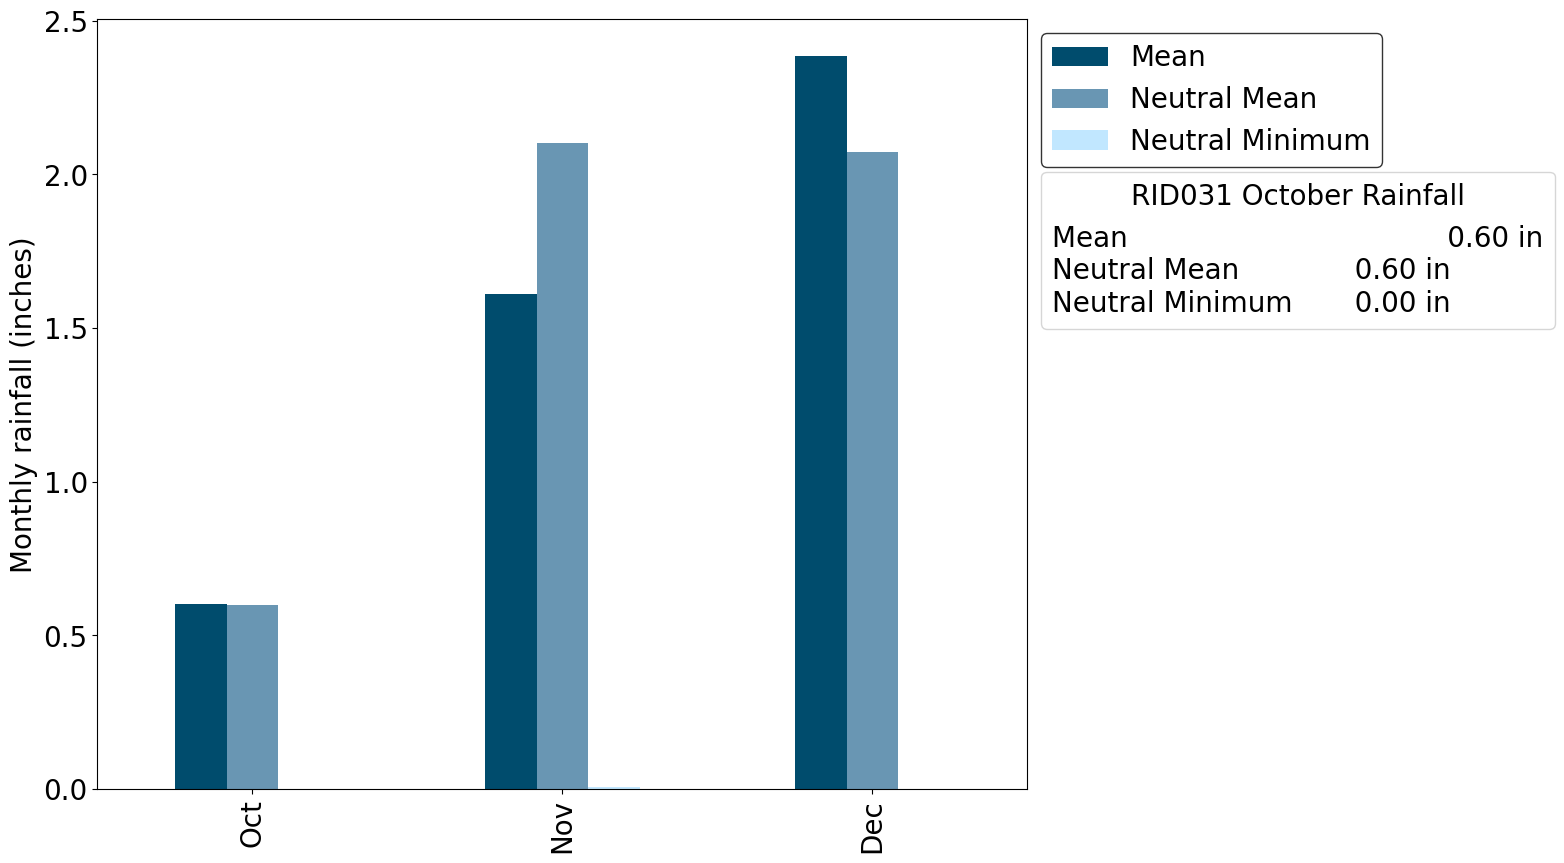 2.5
2.0
1.5
1.0
0.5
0.0
Monthly rainfall (inches)
Oct
Nov
Dec
Mean
Neutral Mean
Neutral Minimum
RID031 October Rainfall
Mean 0.60 in
Neutral Mean 0.60 in
Neutral Minimum 0.00 in